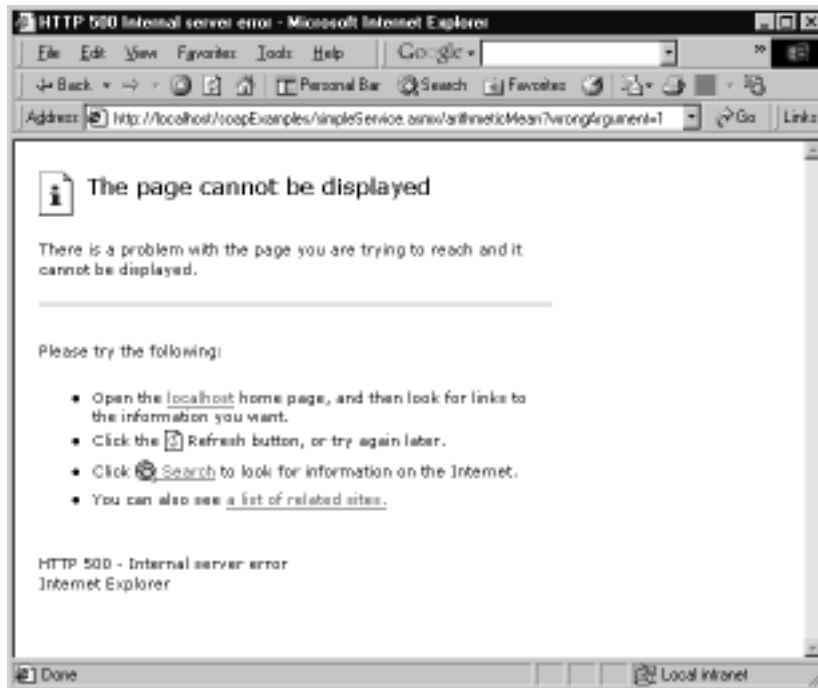 HTTP 500 Internal server error - Microsoft Internet Explorer
File Edit View Favorites Tools Help Google
Back Personal Bar Search Favorites
Address http://localhost/soapExamples/simpleService.asmx/arithmeticMean?wrongArgument=1 Go Links
The page cannot be displayed
There is a problem with the page you are trying to reach and it
cannot be displayed.
Please try the following:
Open the localhost home page, and then look for links to
the information you want.
Click the Refresh button, or try again later.
Click Search to look for information on the Internet.
You can also see a list of related sites.
HTTP 500 - Internal server error
Internet Explorer
Done Local intranet